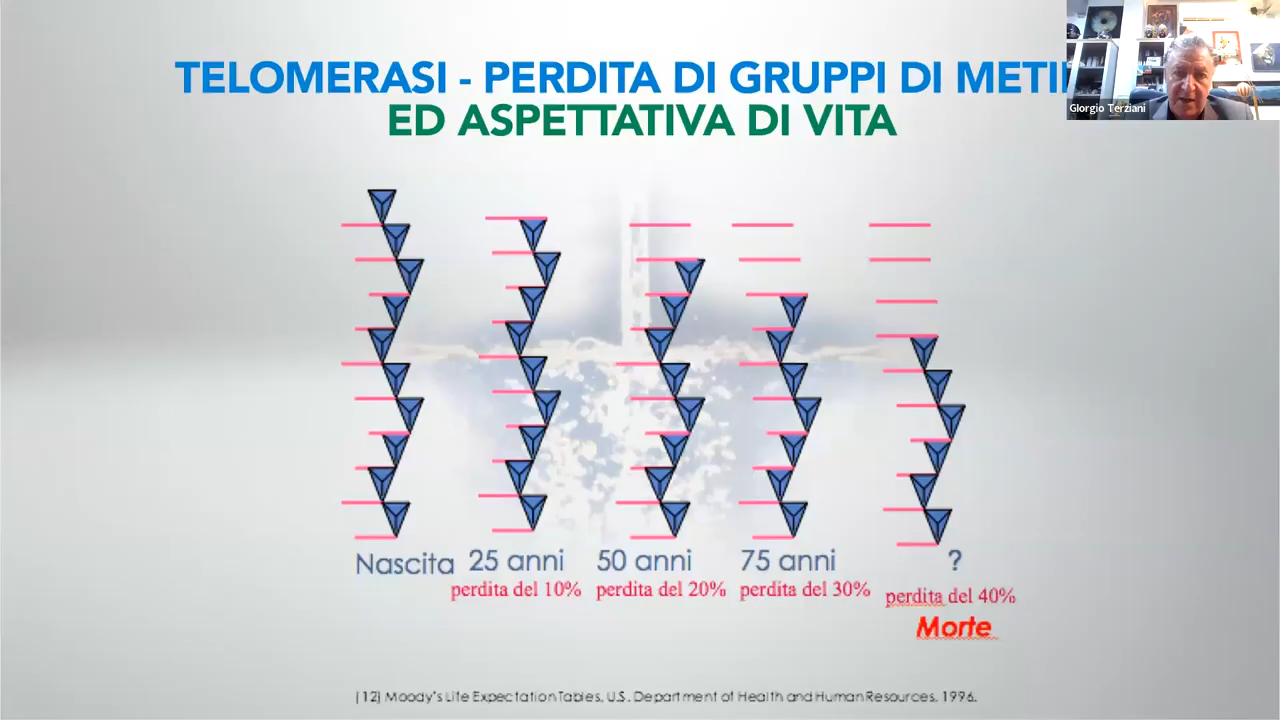 TELOMERASI - PERDITA DI GRUPPI DI
ED ASPETTATIVA DI VITA
Giorgio Terziani
Nascita 25 anni 50 anni 75 anni ?
perdita del 10% perdita del 20% perdita del 30% perdita del 40%
Morte
(12) Moody's Life Expectation Tables, U.S. Department of Health and Human Resources, 1996.